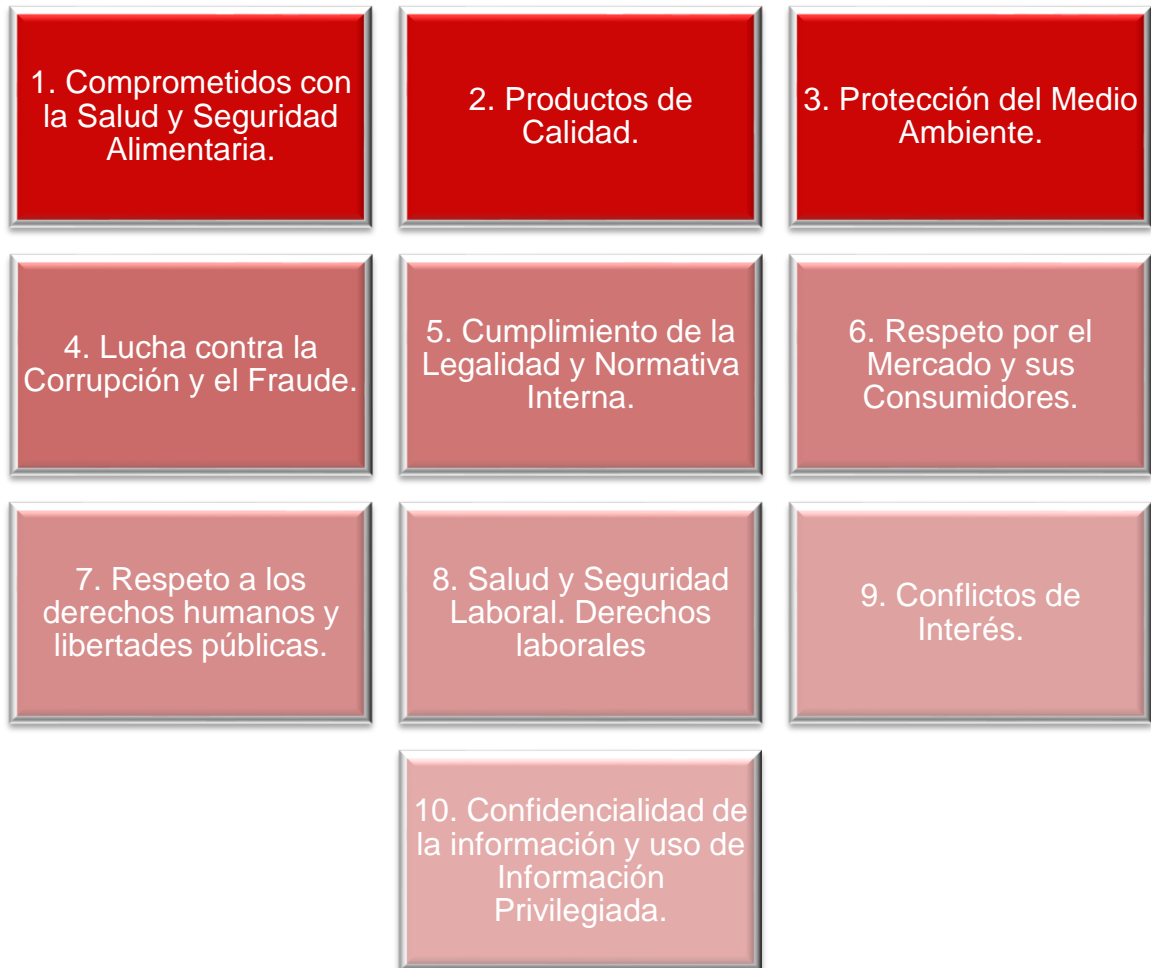 1. Comprometidos con
la Salud y Seguridad
Alimentaria.
2. Productos de
Calidad.
3. Protección del Medio
Ambiente.
4. Lucha contra la
Corrupción y el Fraude.
5. Cumplimiento de la
Legalidad y Normativa
Interna.
6. Respeto por el
Mercado y sus
Consumidores.
7. Respeto a los
derechos humanos y
libertades públicas.
8. Salud y Seguridad
Laboral. Derechos
laborales
9. Conflictos de
Interés.
10. Confidencialidad de
la información y uso de
Información
Privilegiada.